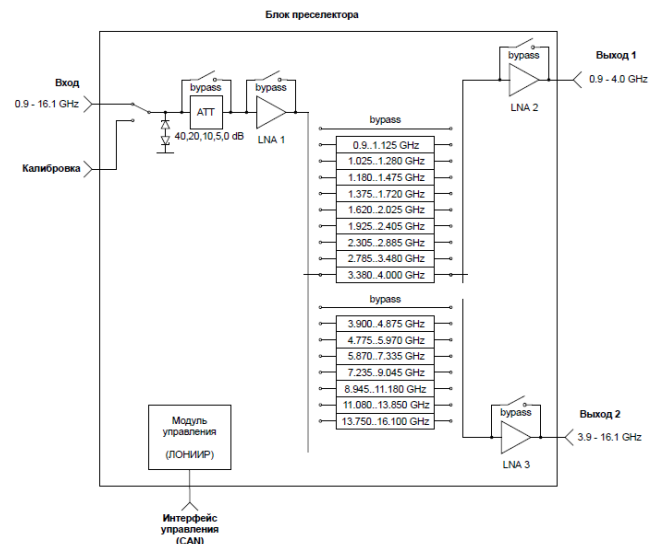 Блок преселектора
Вход
0.9 - 16.1 GHz
Калибровка
bypass
ATT
40,20,10,5,0 dB
bypass
LNA 1
bypass
0.9..1.125 GHz
1.025..1.280 GHz
1.180..1.475 GHz
1.375..1.720 GHz
1.620..2.025 GHz
1.925..2.405 GHz
2.305..2.885 GHz
2.785..3.480 GHz
3.380..4.000 GHz
bypass
3.900..4.875 GHz
4.775..5.970 GHz
5.870..7.335 GHz
7.235..9.045 GHz
8.945..11.180 GHz
11.080..13.850 GHz
13.750..16.100 GHz
bypass
LNA 2
Выход 1
0.9 - 4.0 GHz
bypass
LNA 3
Выход 2
3.9 - 16.1 GHz
Модуль
управления
(ЛОНИИР)
Интерфейс
управления
(CAN)